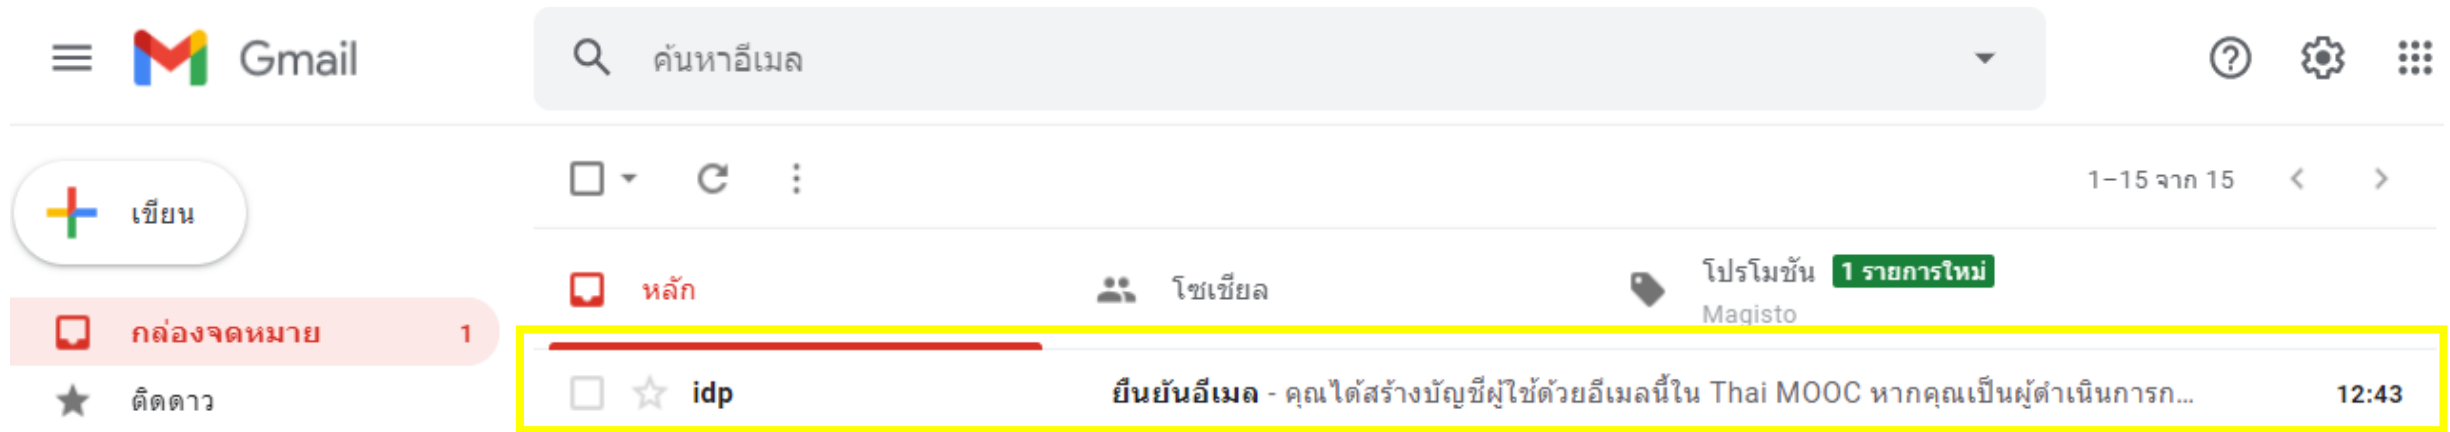 Gmail
ค้นหาอีเมล
เขียน
1–15 จาก 15
หลัก
โซเชียล
โปรโมชัน 1 รายการใหม่
Magisto
กล่องจดหมาย 1
idp ยืนยันอีเมล - คุณได้สร้างบัญชีผู้ใช้ด้วยอีเมลนี้ใน Thai MOOC หากคุณเป็นผู้ดำเนินการก... 12:43
ติดดาว